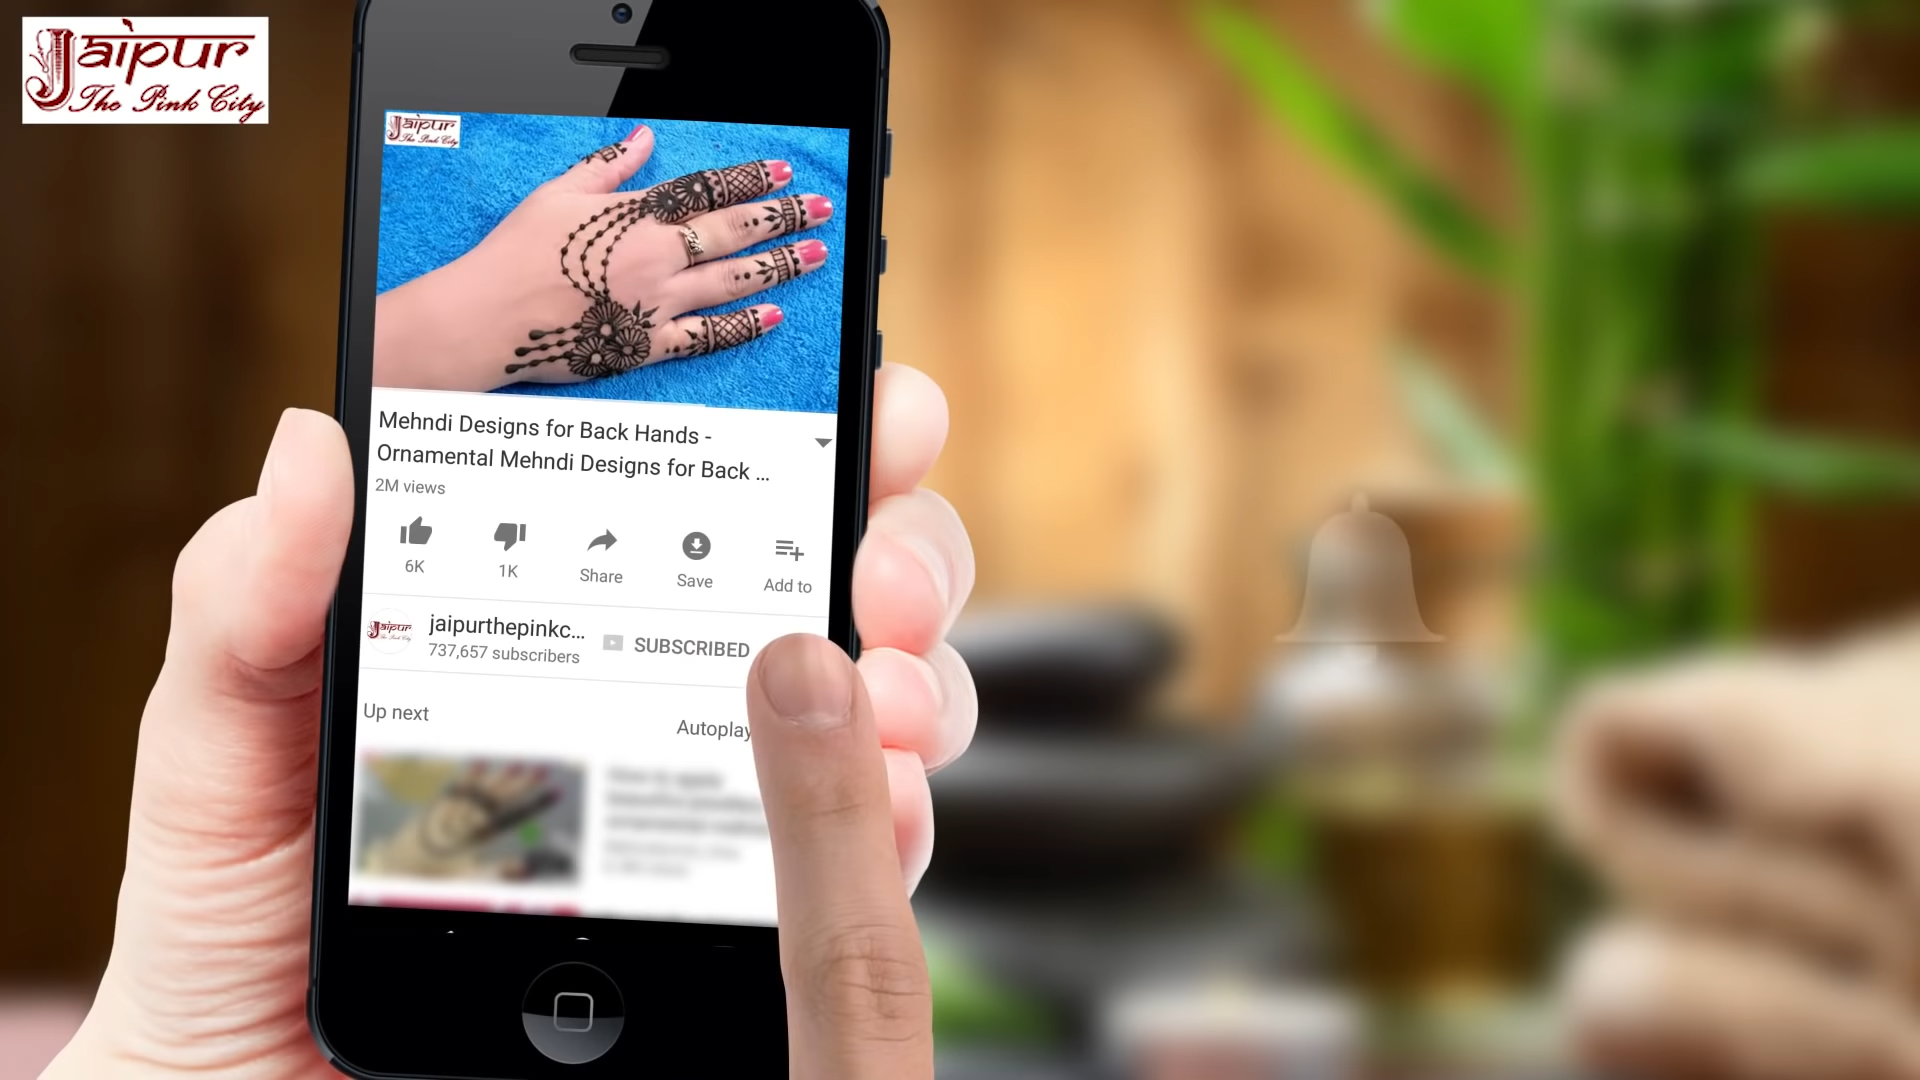 Jaipur
The Pink City
Jaipur
The Pink City
Mehndi Designs for Back Hands -
Ornamental Mehndi Designs for Back ...
2M views
6K
1K
Share
Save
Add to
Jaipur
jaipurthepinkc...
737,657 subscribers
SUBSCRIBED
Up next
Autoplay